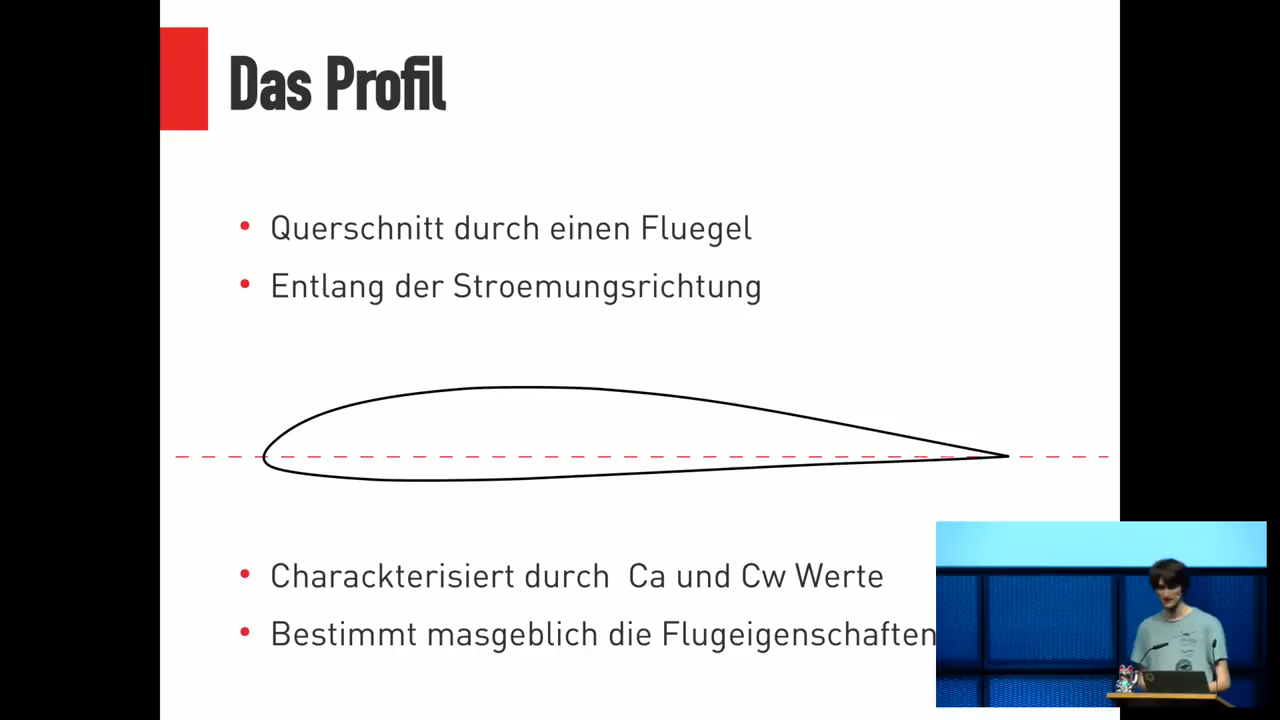 Das Profil
Querschnitt durch einen Fluegel
Entlang der Stroemungsrichtung
Charackterisiert durch Ca und Cw Werte
Bestimmt masgeblich die Flugeigenschaften